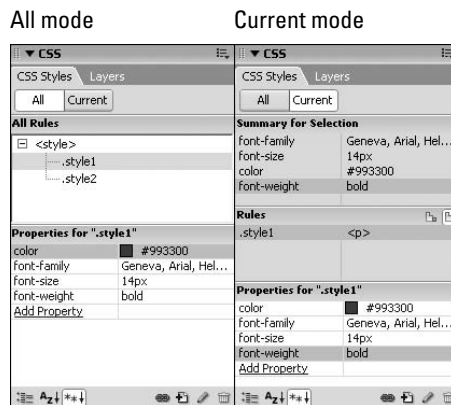 All mode
▼ CSS
CSS Styles Layers
All Current
All Rules
<style>
.style1
.style2
Properties for ".style1"
color #993300
font-family Geneva, Arial, Hel...
font-size 14px
font-weight bold
Add Property
Az↓ **↓
Current mode
▼ CSS
CSS Styles Layers
All Current
Summary for Selection
font-family Geneva, Arial, Hel...
font-size 14px
color #993300
font-weight bold
Rules
.style1 <p>
Properties for ".style1"
color #993300
font-family Geneva, Arial, Hel...
font-size 14px
font-weight bold
Add Property
Az↓ **↓